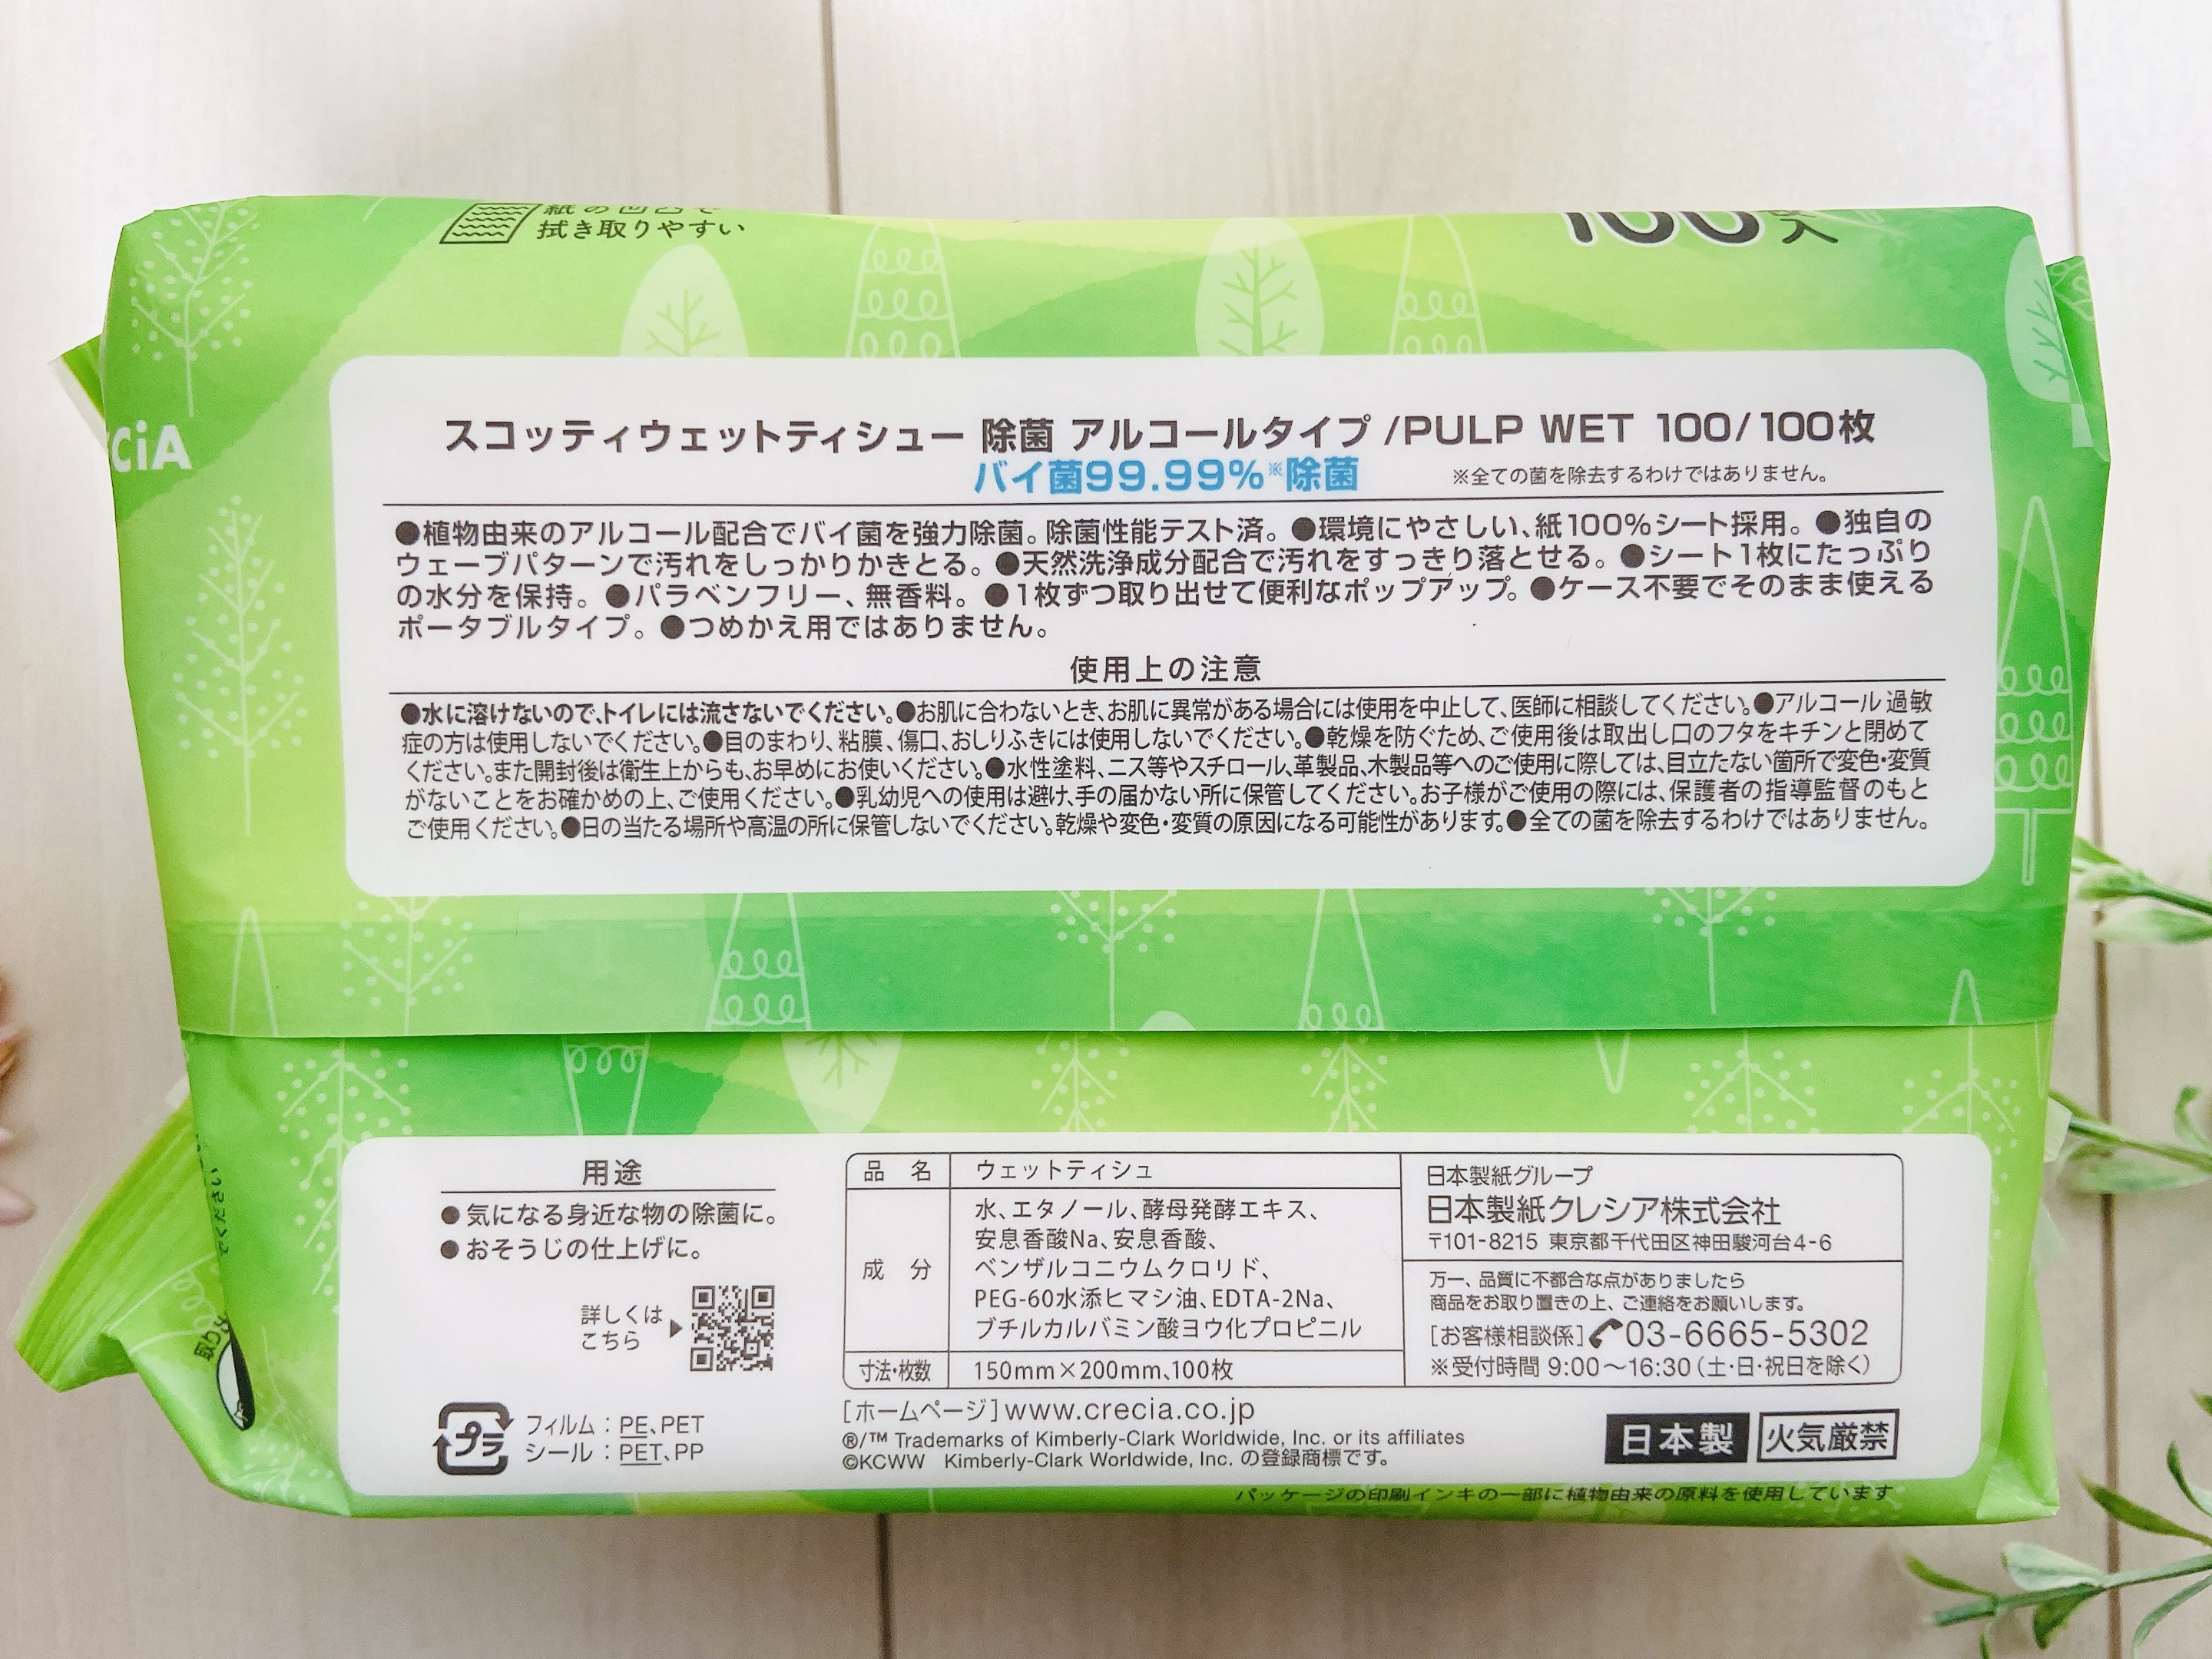 拭き取りやすい
100
入
CiA
スコッティウェットティシュー 除菌 アルコールタイプ /PULP WET 100/100枚
バイ菌99.99%※除菌 ※全ての菌を除去するわけではありません。
●植物由来のアルコール配合でバイ菌を強力除菌。除菌性能テスト済。●環境にやさしい、紙100%シート採用。●独自の
ウェーブパターンで汚れをしっかりかきとる。●天然洗浄成分配合で汚れをすっきり落とせる。●シート1枚にたっぷり
の水分を保持。●パラベンフリー、無香料。●1枚ずつ取り出せて便利なポップアップ。●ケース不要でそのまま使える
ポータブルタイプ。●つめかえ用ではありません。
使用上の注意
●水に溶けないので、トイレには流さないでください。●お肌に合わないとき、お肌に異常がある場合には使用を中止して、医師に相談してください。●アルコール過敏
症の方は使用しないでください。●目のまわり、粘膜、傷口、おしりふきには使用しないでください。●乾燥を防ぐため、ご使用後は取出し口のフタをキチンと閉めて
ください。また開封後は衛生上からも、お早めにお使いください。●水性塗料、ニス等やスチロール、革製品、木製品等へのご使用に際しては、目立たない箇所で変色・変質
がないことをお確かめの上、ご使用ください。●乳幼児への使用は避け、手の届かない所に保管してください。お子様がご使用の際には、保護者の指導監督のもと
ご使用ください。●日の当たる場所や高温の所に保管しないでください。乾燥や変色・変質の原因になる可能性があります。●全ての菌を除去するわけではありません。
用途
●気になる身近な物の除菌に。
●おそうじの仕上げに。
詳しくは
こちら
プラ
フィルム：PE、PET
シール：PET、PP
品 名 ウェットティシュ
成 分
水、エタノール、酵母発酵エキス、
安息香酸Na、安息香酸、
ベンザルコニウムクロリド、
PEG-60水添ヒマシ油、EDTA-2Na、
ブチルカルバミン酸ヨウ化プロピニル
寸法・枚数 150mm×200mm、100枚
日本製紙グループ
日本製紙クレシア株式会社
〒101-8215 東京都千代田区神田駿河台4-6
万一、品質に不都合な点がありましたら
商品をお取り置きの上、ご連絡をお願いします。
[お客様相談係] 03-6665-5302
※受付時間 9:00～16:30（土・日・祝日を除く）
[ホームページ]www.crecia.co.jp
®/™ Trademarks of Kimberly-Clark Worldwide, Inc. or its affiliates
©KCWW Kimberly-Clark Worldwide, Inc. の登録商標です。
日本製
火気厳禁
パッケージの印刷インキの一部に植物由来の原料を使用しています